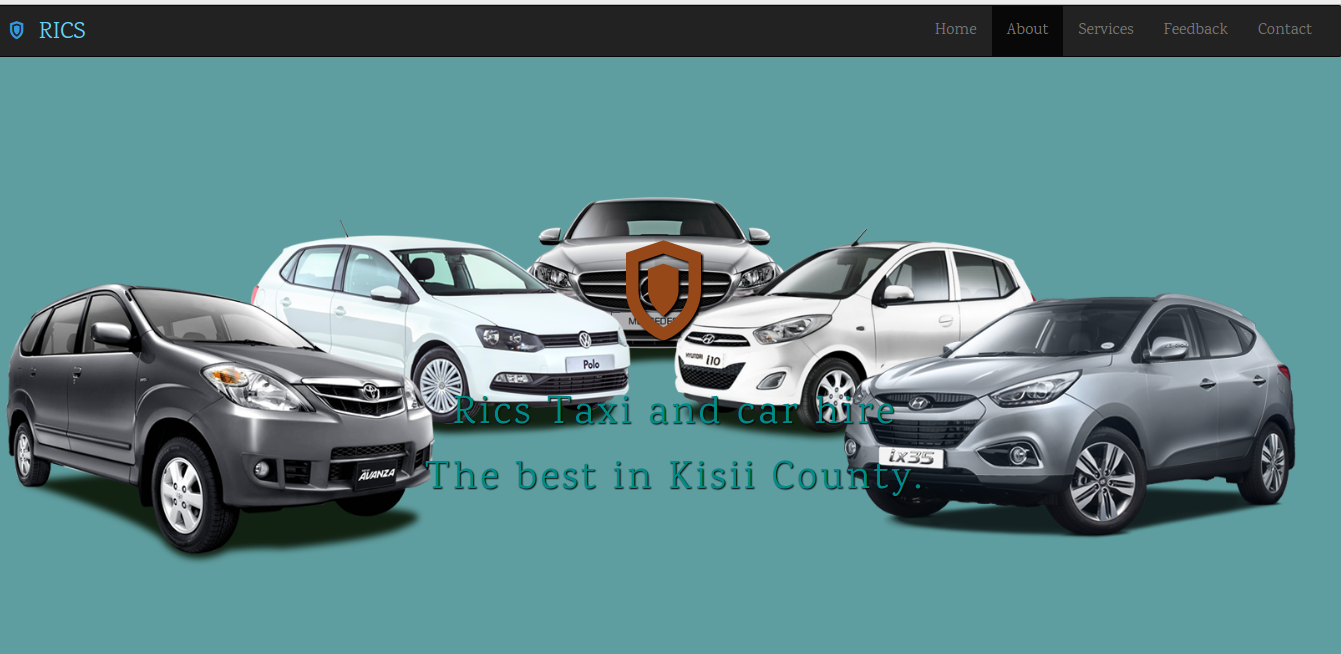 RICS Home About Services Feedback Contact
Polo
HYUNDAI i10
AVANZA
ix35
Rics Taxi and car hire
The best in Kisii County.